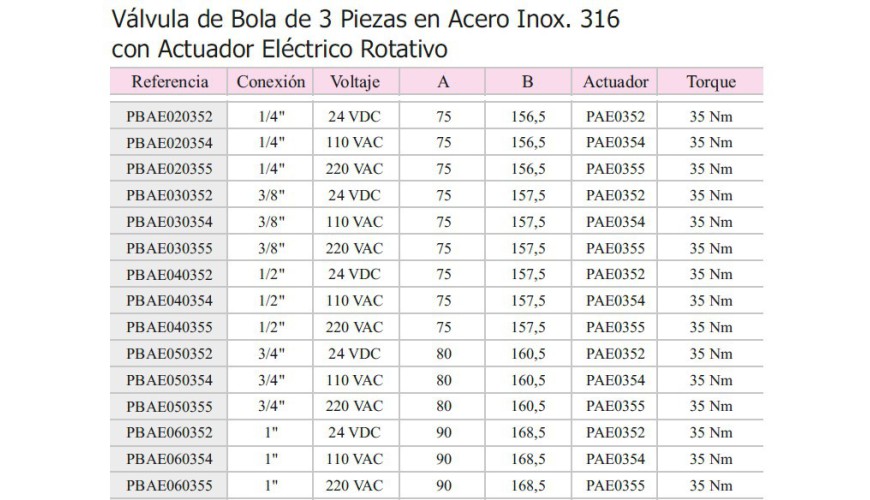 Válvula de Bola de 3 Piezas en Acero Inox. 316
con Actuador Eléctrico Rotativo
Referencia Conexión Voltaje A B Actuador Torque
PBAE020352 1/4" 24 VDC 75 156,5 PAE0352 35 Nm
PBAE020354 1/4" 110 VAC 75 156,5 PAE0354 35 Nm
PBAE020355 1/4" 220 VAC 75 156,5 PAE0355 35 Nm
PBAE030352 3/8" 24 VDC 75 157,5 PAE0352 35 Nm
PBAE030354 3/8" 110 VAC 75 157,5 PAE0354 35 Nm
PBAE030355 3/8" 220 VAC 75 157,5 PAE0355 35 Nm
PBAE040352 1/2" 24 VDC 75 157,5 PAE0352 35 Nm
PBAE040354 1/2" 110 VAC 75 157,5 PAE0354 35 Nm
PBAE040355 1/2" 220 VAC 75 157,5 PAE0355 35 Nm
PBAE050352 3/4" 24 VDC 80 160,5 PAE0352 35 Nm
PBAE050354 3/4" 110 VAC 80 160,5 PAE0354 35 Nm
PBAE050355 3/4" 220 VAC 80 160,5 PAE0355 35 Nm
PBAE060352 1" 24 VDC 90 168,5 PAE0352 35 Nm
PBAE060354 1" 110 VAC 90 168,5 PAE0354 35 Nm
PBAE060355 1" 220 VAC 90 168,5 PAE0355 35 Nm